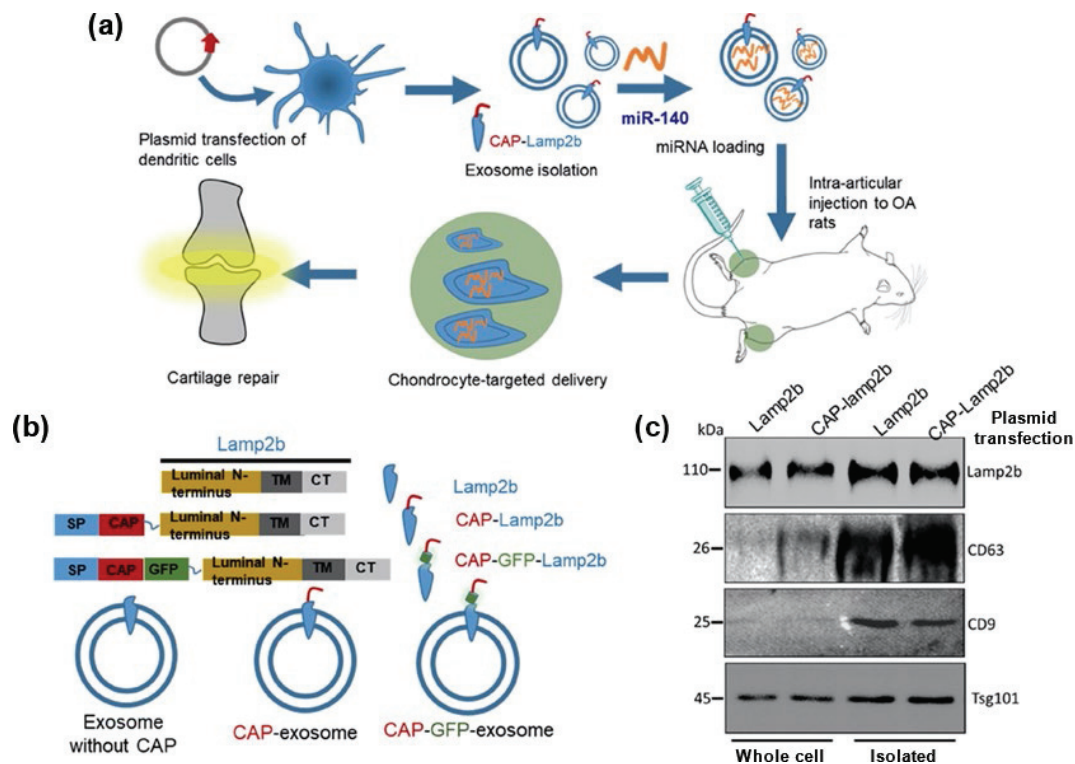 (a)
Plasmid transfection of
dendritic cells
CAP-Lamp2b
Exosome isolation
miR-140
miRNA loading
Intra-articular
injection to OA
rats
Chondrocyte-targeted delivery
Cartilage repair
(b)
Lamp2b
Luminal N-
terminus
TM
CT
SP
CAP
Luminal N-
terminus
TM
CT
SP
CAP
GFP
Luminal N-
terminus
TM
CT
Lamp2b
CAP-Lamp2b
CAP-GFP-Lamp2b
Exosome
without CAP
CAP-exosome
CAP-GFP-exosome
(c)
kDa
Lamp2b
CAP-lamp2b
Lamp2b
CAP-Lamp2b
Plasmid
transfection
110
Lamp2b
26
CD63
25
CD9
45
Tsg101
Whole cell
Isolated